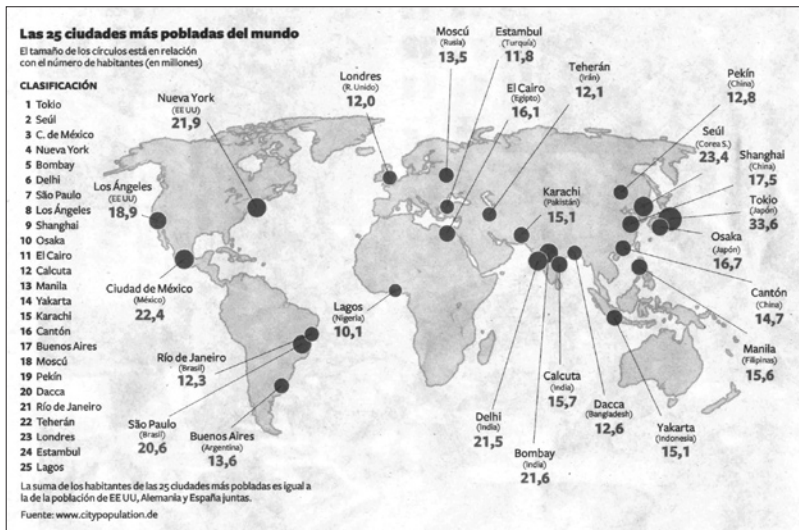 Las 25 ciudades más pobladas del mundo
El tamaño de los círculos está en relación
con el número de habitantes (en millones)
CLASIFICACIÓN
1 Tokio
2 Seúl
3 C. de México
4 Nueva York
5 Bombay
6 Delhi
7 São Paulo
8 Los Ángeles
9 Shanghai
10 Osaka
11 El Cairo
12 Calcuta
13 Manila
14 Yakarta
15 Karachi
16 Cantón
17 Buenos Aires
18 Moscú
19 Pekín
20 Dacca
21 Río de Janeiro
22 Teherán
23 Londres
24 Estambul
25 Lagos
Nueva York
(EE UU)
21,9
Los Ángeles
(EE UU)
18,9
Ciudad de México
(México)
22,4
Río de Janeiro
(Brasil)
12,3
São Paulo
(Brasil)
20,6
Buenos Aires
(Argentina)
13,6
Londres
(R. Unido)
12,0
Lagos
(Nigeria)
10,1
Moscú
(Rusia)
13,5
Estambul
(Turquía)
11,8
El Cairo
(Egipto)
16,1
Teherán
(Irán)
12,1
Karachi
(Pakistán)
15,1
Delhi
(India)
21,5
Bombay
(India)
21,6
Calcuta
(India)
15,7
Dacca
(Bangladesh)
12,6
Pekín
(China)
12,8
Seúl
(Corea S.)
23,4
Shanghai
(China)
17,5
Tokio
(Japón)
33,6
Osaka
(Japón)
16,7
Cantón
(China)
14,7
Manila
(Filipinas)
15,6
Yakarta
(Indonesia)
15,1
La suma de los habitantes de las 25 ciudades más pobladas es igual a
la de la población de EE UU, Alemania y España juntas.
Fuente: www.citypopulation.de